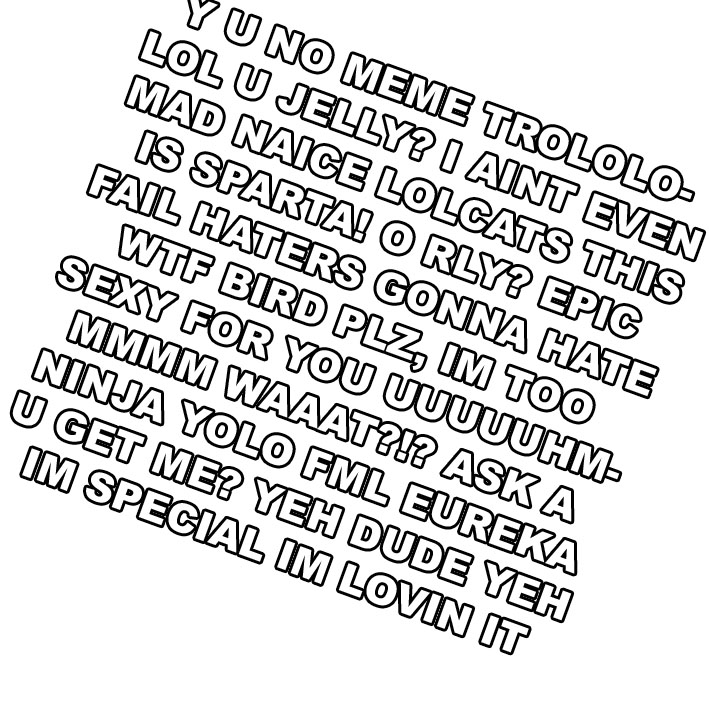 Y U NO MEME TROLOLO-
LOL U JELLY? I AINT EVEN
MAD NAICE LOLCATS THIS
IS SPARTA! O RLY? EPIC
FAIL HATERS GONNA HATE
WTF BIRD PLZ, IM TOO
SEXY FOR YOU UUUUUUHM-
MMMM WAAAT?!? ASK A
NINJA YOLO FML EUREKA
U GET ME? YEH DUDE YEH
IM SPECIAL IM LOVIN IT